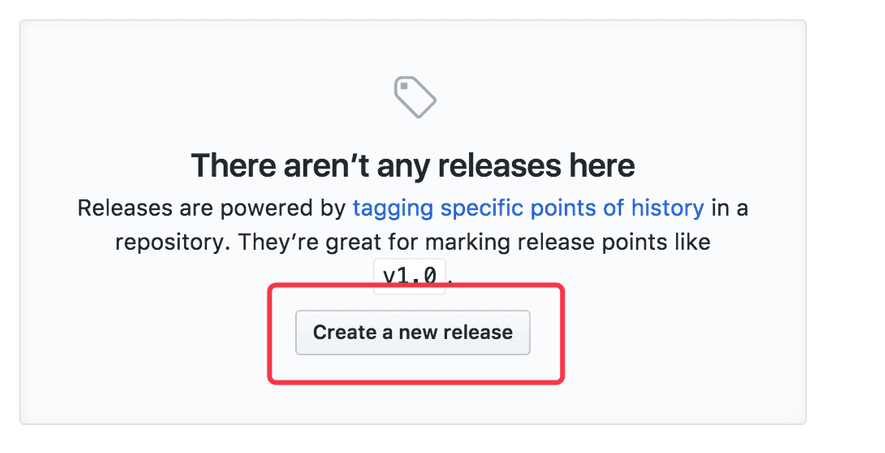 There aren’t any releases here
Releases are powered by tagging specific points of history in a
repository. They’re great for marking release points like
v1.0 .
Create a new release